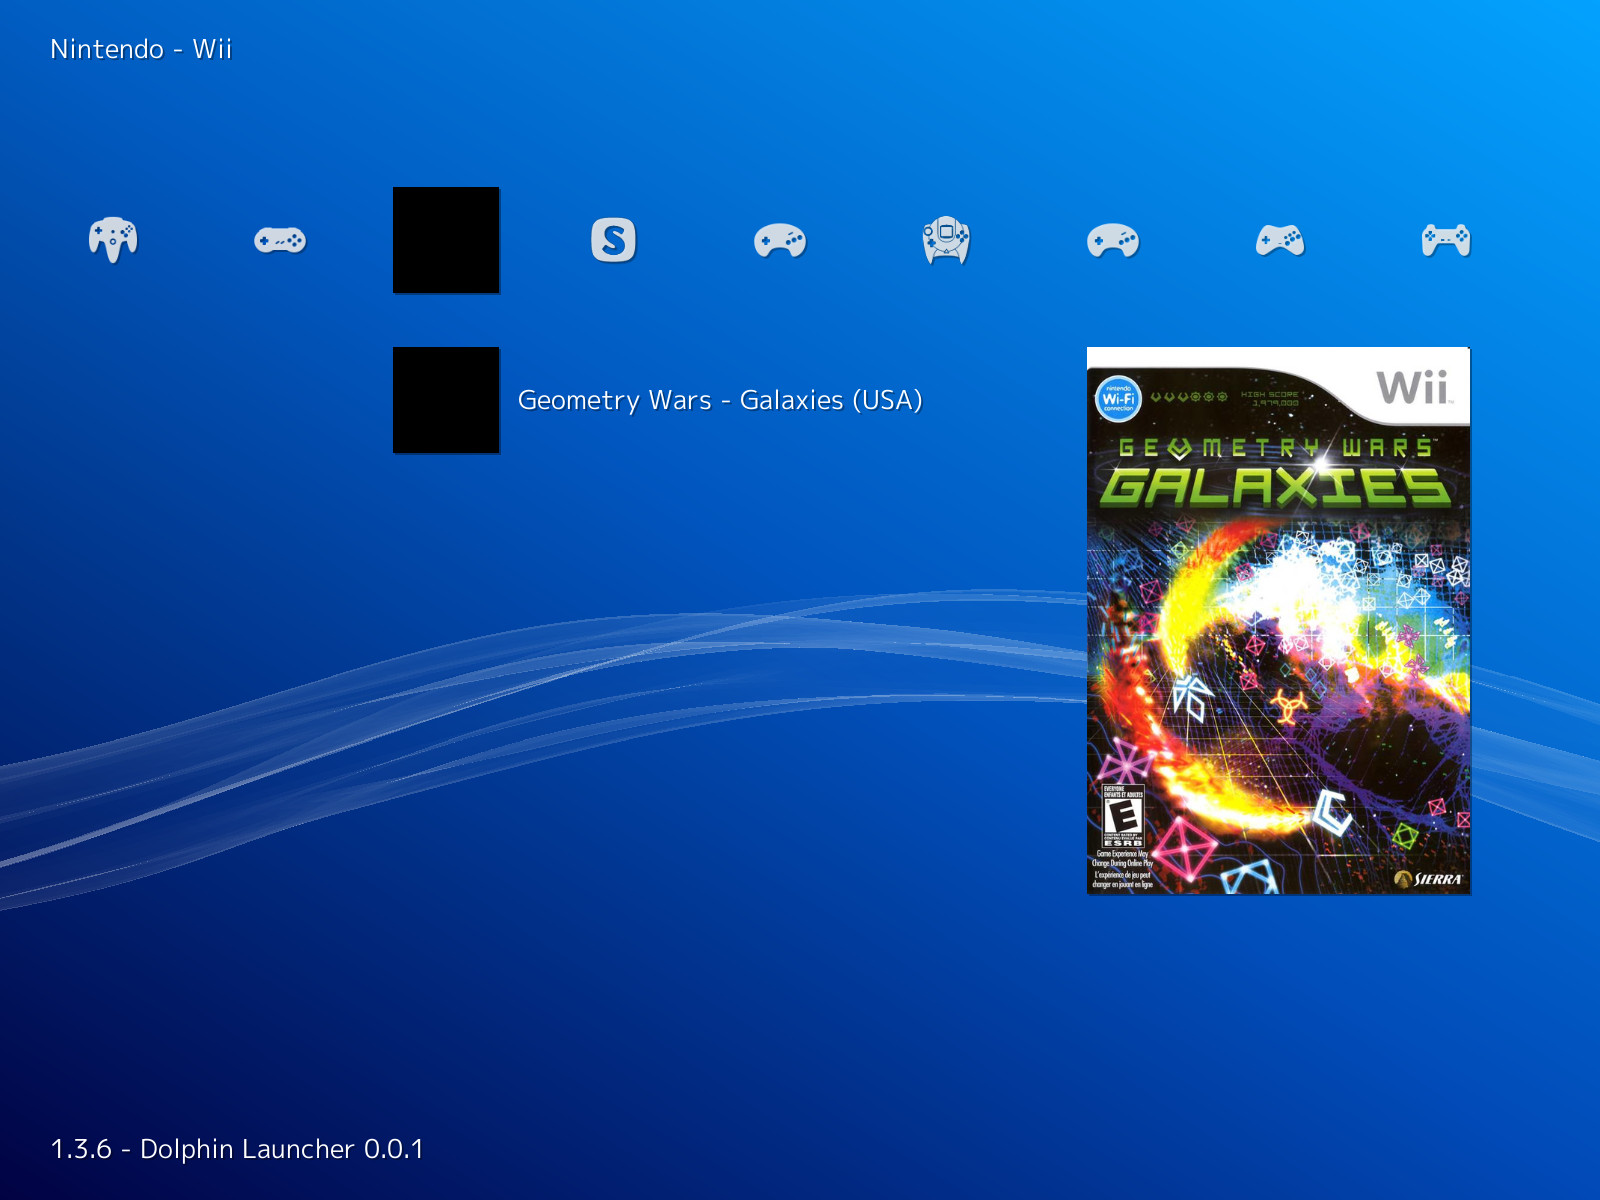 Nintendo - Wii
S
Geometry Wars - Galaxies (USA)
Wii
Nintendo
Wi-Fi
connection
HIGH SCORE
1,979,000
GEOMETRY WARS™
GALAXIES
EVERYONE
ENFANTS ET ADULTES
E
CONTENT RATED BY
ESRB
Game Experience May
Change During Online Play
L'expérience de jeu peut
changer en jouant en ligne
SIERRA
1.3.6 - Dolphin Launcher 0.0.1